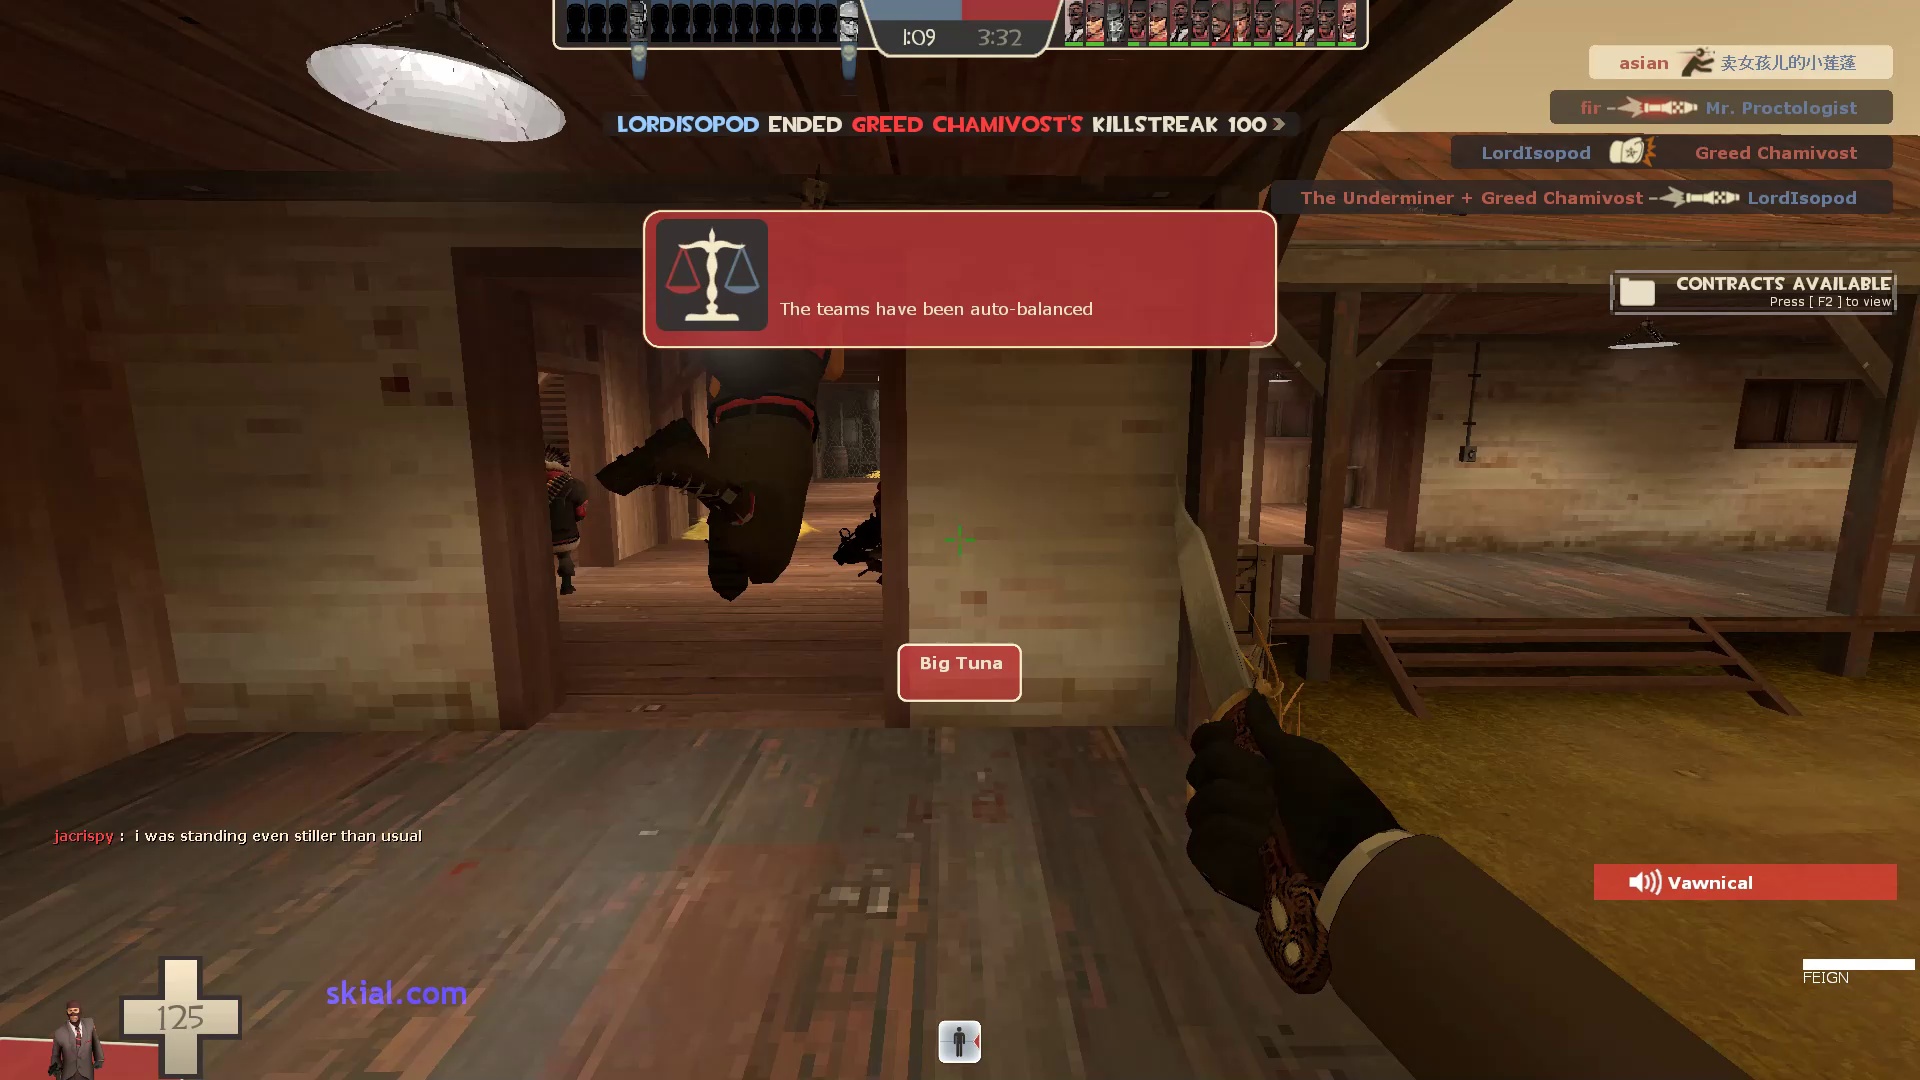 1:09 3:32
asian 卖女孩儿的小莲蓬
fir Mr. Proctologist
LORDISOPOD ENDED GREED CHAMIVOST'S KILLSTREAK 100
LordIsopod Greed Chamivost
The Underminer + Greed Chamivost LordIsopod
CONTRACTS AVAILABLE
Press [ F2 ] to view
The teams have been auto-balanced
Big Tuna
jacrispy : i was standing even stiller than usual
Vawnical
FEIGN
skial.com
125